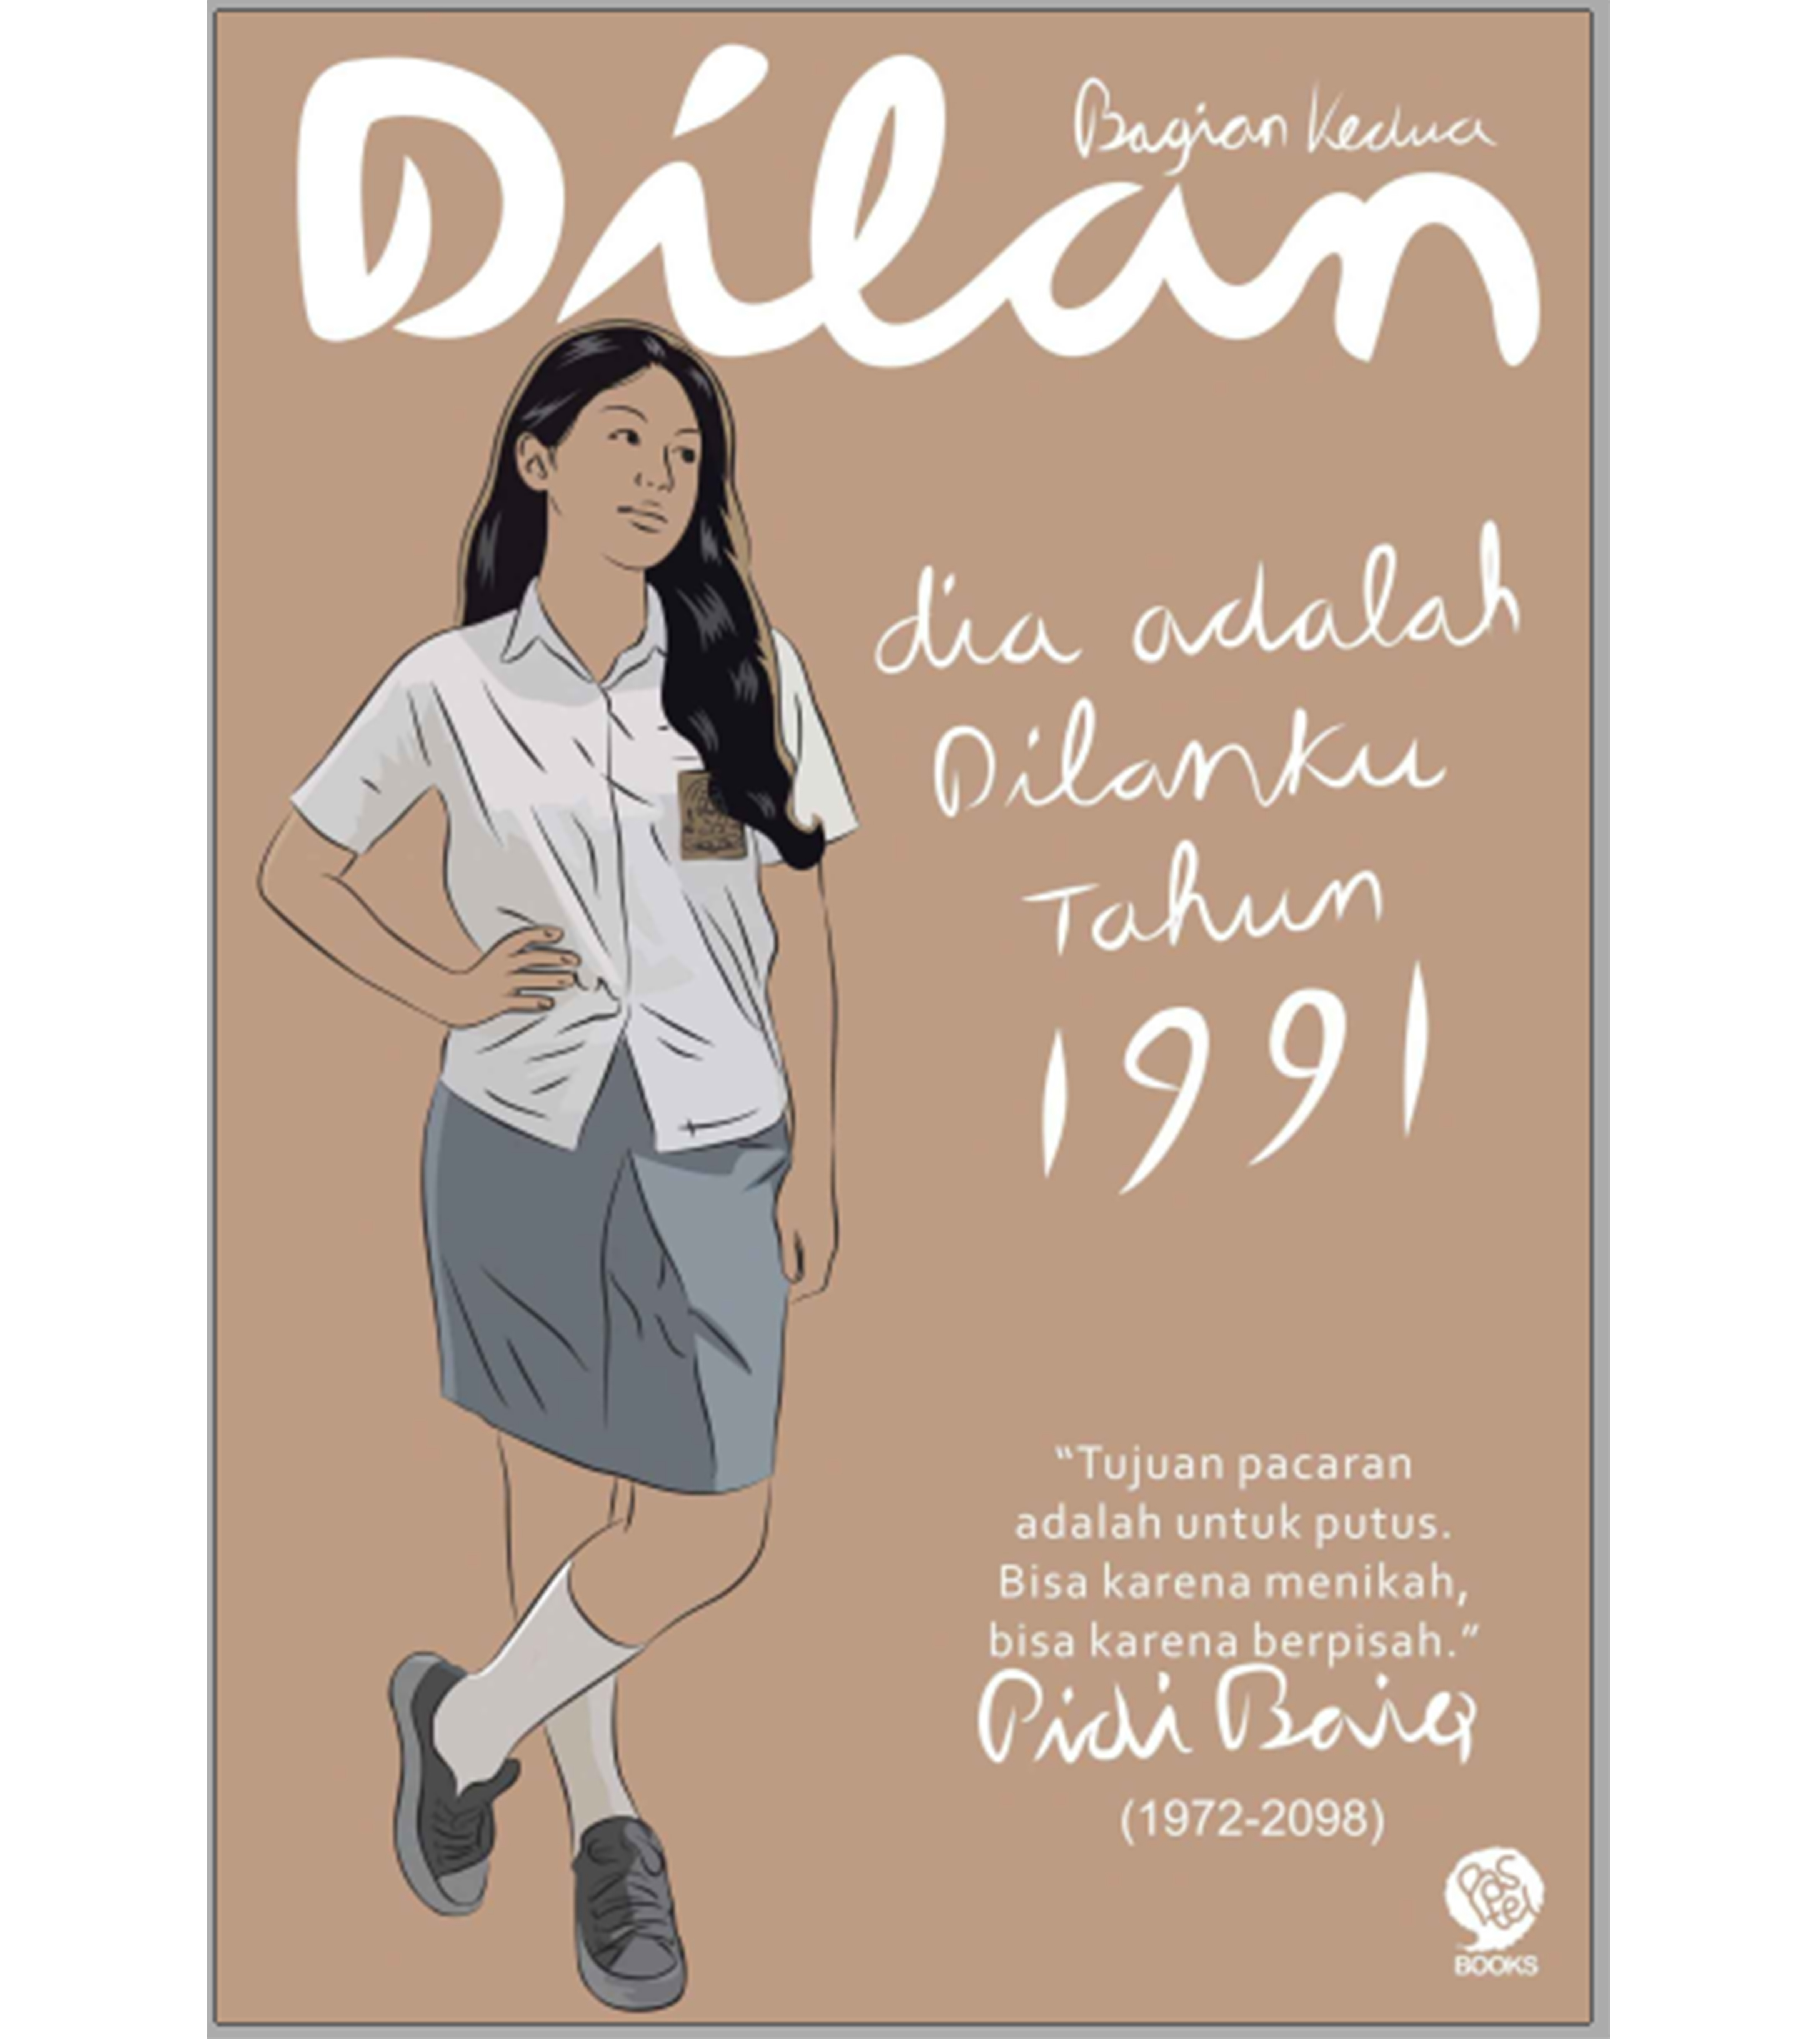 Bagian Kedua
Dilan
dia adalah
Dilanku
Tahun
1991
“Tujuan pacaran
adalah untuk putus.
Bisa karena menikah,
bisa karena berpisah.”
Pidi Baiq
(1972-2098)
Pastel
BOOKS